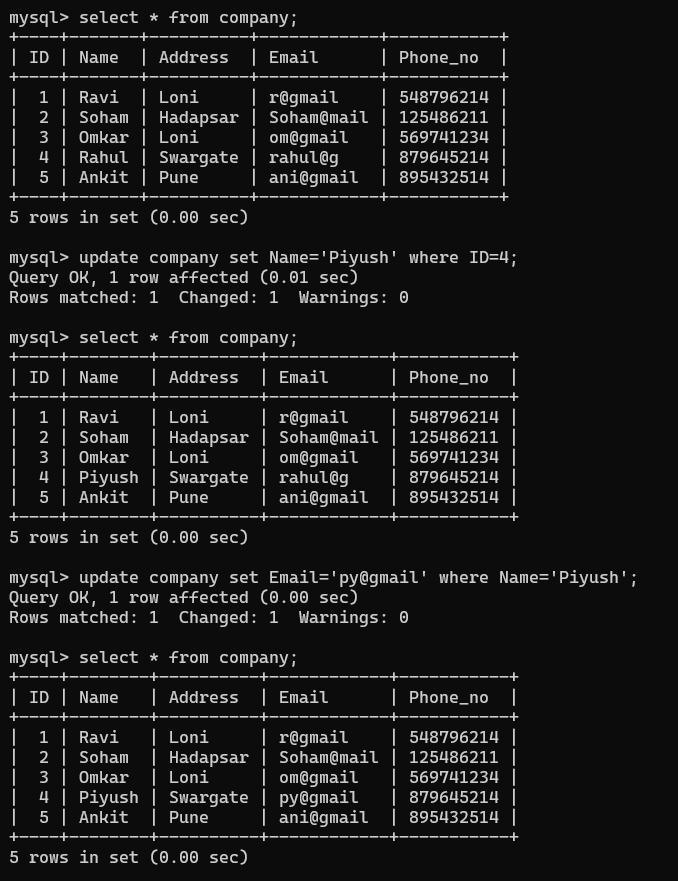 mysql> select * from company;
+----+-------+----------+------------+-----------+
| ID | Name  | Address  | Email      | Phone_no  |
+----+-------+----------+------------+-----------+
|  1 | Ravi  | Loni     | r@gmail    | 548796214 |
|  2 | Soham | Hadapsar | Soham@mail | 125486211 |
|  3 | Omkar | Loni     | om@gmail   | 569741234 |
|  4 | Rahul | Swargate | rahul@g    | 879645214 |
|  5 | Ankit | Pune     | ani@gmail  | 895432514 |
+----+-------+----------+------------+-----------+
5 rows in set (0.00 sec)
mysql> update company set Name='Piyush' where ID=4;
Query OK, 1 row affected (0.01 sec)
Rows matched: 1  Changed: 1  Warnings: 0
mysql> select * from company;
+----+--------+----------+------------+-----------+
| ID | Name   | Address  | Email      | Phone_no  |
+----+--------+----------+------------+-----------+
|  1 | Ravi   | Loni     | r@gmail    | 548796214 |
|  2 | Soham  | Hadapsar | Soham@mail | 125486211 |
|  3 | Omkar  | Loni     | om@gmail   | 569741234 |
|  4 | Piyush | Swargate | rahul@g    | 879645214 |
|  5 | Ankit  | Pune     | ani@gmail  | 895432514 |
+----+--------+----------+------------+-----------+
5 rows in set (0.00 sec)
mysql> update company set Email='py@gmail' where Name='Piyush';
Query OK, 1 row affected (0.00 sec)
Rows matched: 1  Changed: 1  Warnings: 0
mysql> select * from company;
+----+--------+----------+------------+-----------+
| ID | Name   | Address  | Email      | Phone_no  |
+----+--------+----------+------------+-----------+
|  1 | Ravi   | Loni     | r@gmail    | 548796214 |
|  2 | Soham  | Hadapsar | Soham@mail | 125486211 |
|  3 | Omkar  | Loni     | om@gmail   | 569741234 |
|  4 | Piyush | Swargate | py@gmail   | 879645214 |
|  5 | Ankit  | Pune     | ani@gmail  | 895432514 |
+----+--------+----------+------------+-----------+
5 rows in set (0.00 sec)